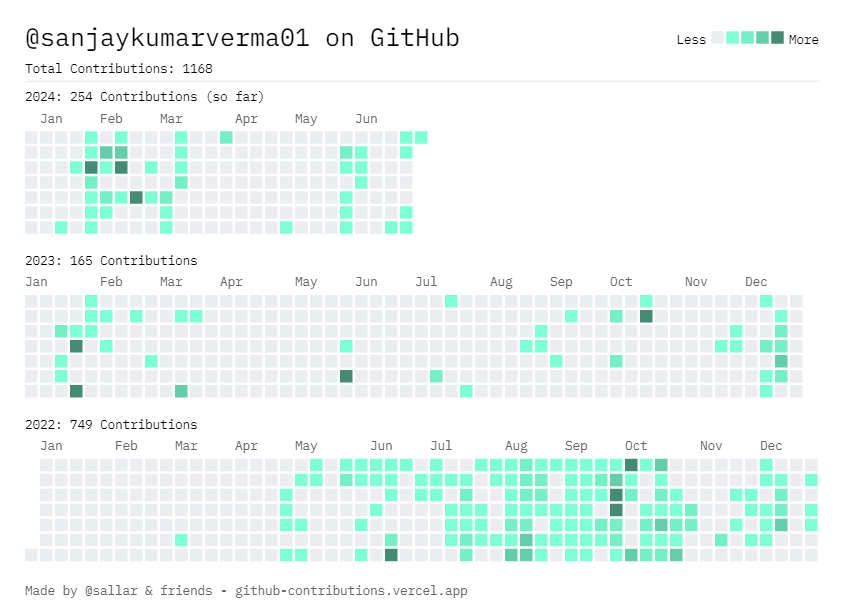 @sanjaykumarverma01 on GitHub
Less More
Total Contributions: 1168
2024: 254 Contributions (so far)
Jan Feb Mar Apr May Jun
2023: 165 Contributions
Jan Feb Mar Apr May Jun Jul Aug Sep Oct Nov Dec
2022: 749 Contributions
Jan Feb Mar Apr May Jun Jul Aug Sep Oct Nov Dec
Made by @sallar & friends - github-contributions.vercel.app